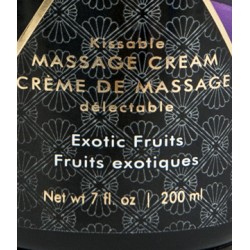 Kissable
MASSAGE CREAM
CRÈME DE MASSAGE
délectable
Exotic Fruits
Fruits exotiques
Net wt 7 fl. oz | 200 ml